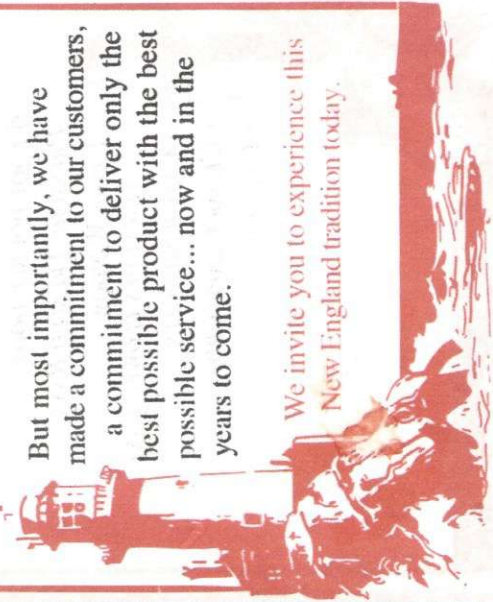 But most importantly, we have
made a commitment to our customers,
a commitment to deliver only the
best possible product with the best
possible service... now and in the
years to come.
We invite you to experience this
New England tradition today.